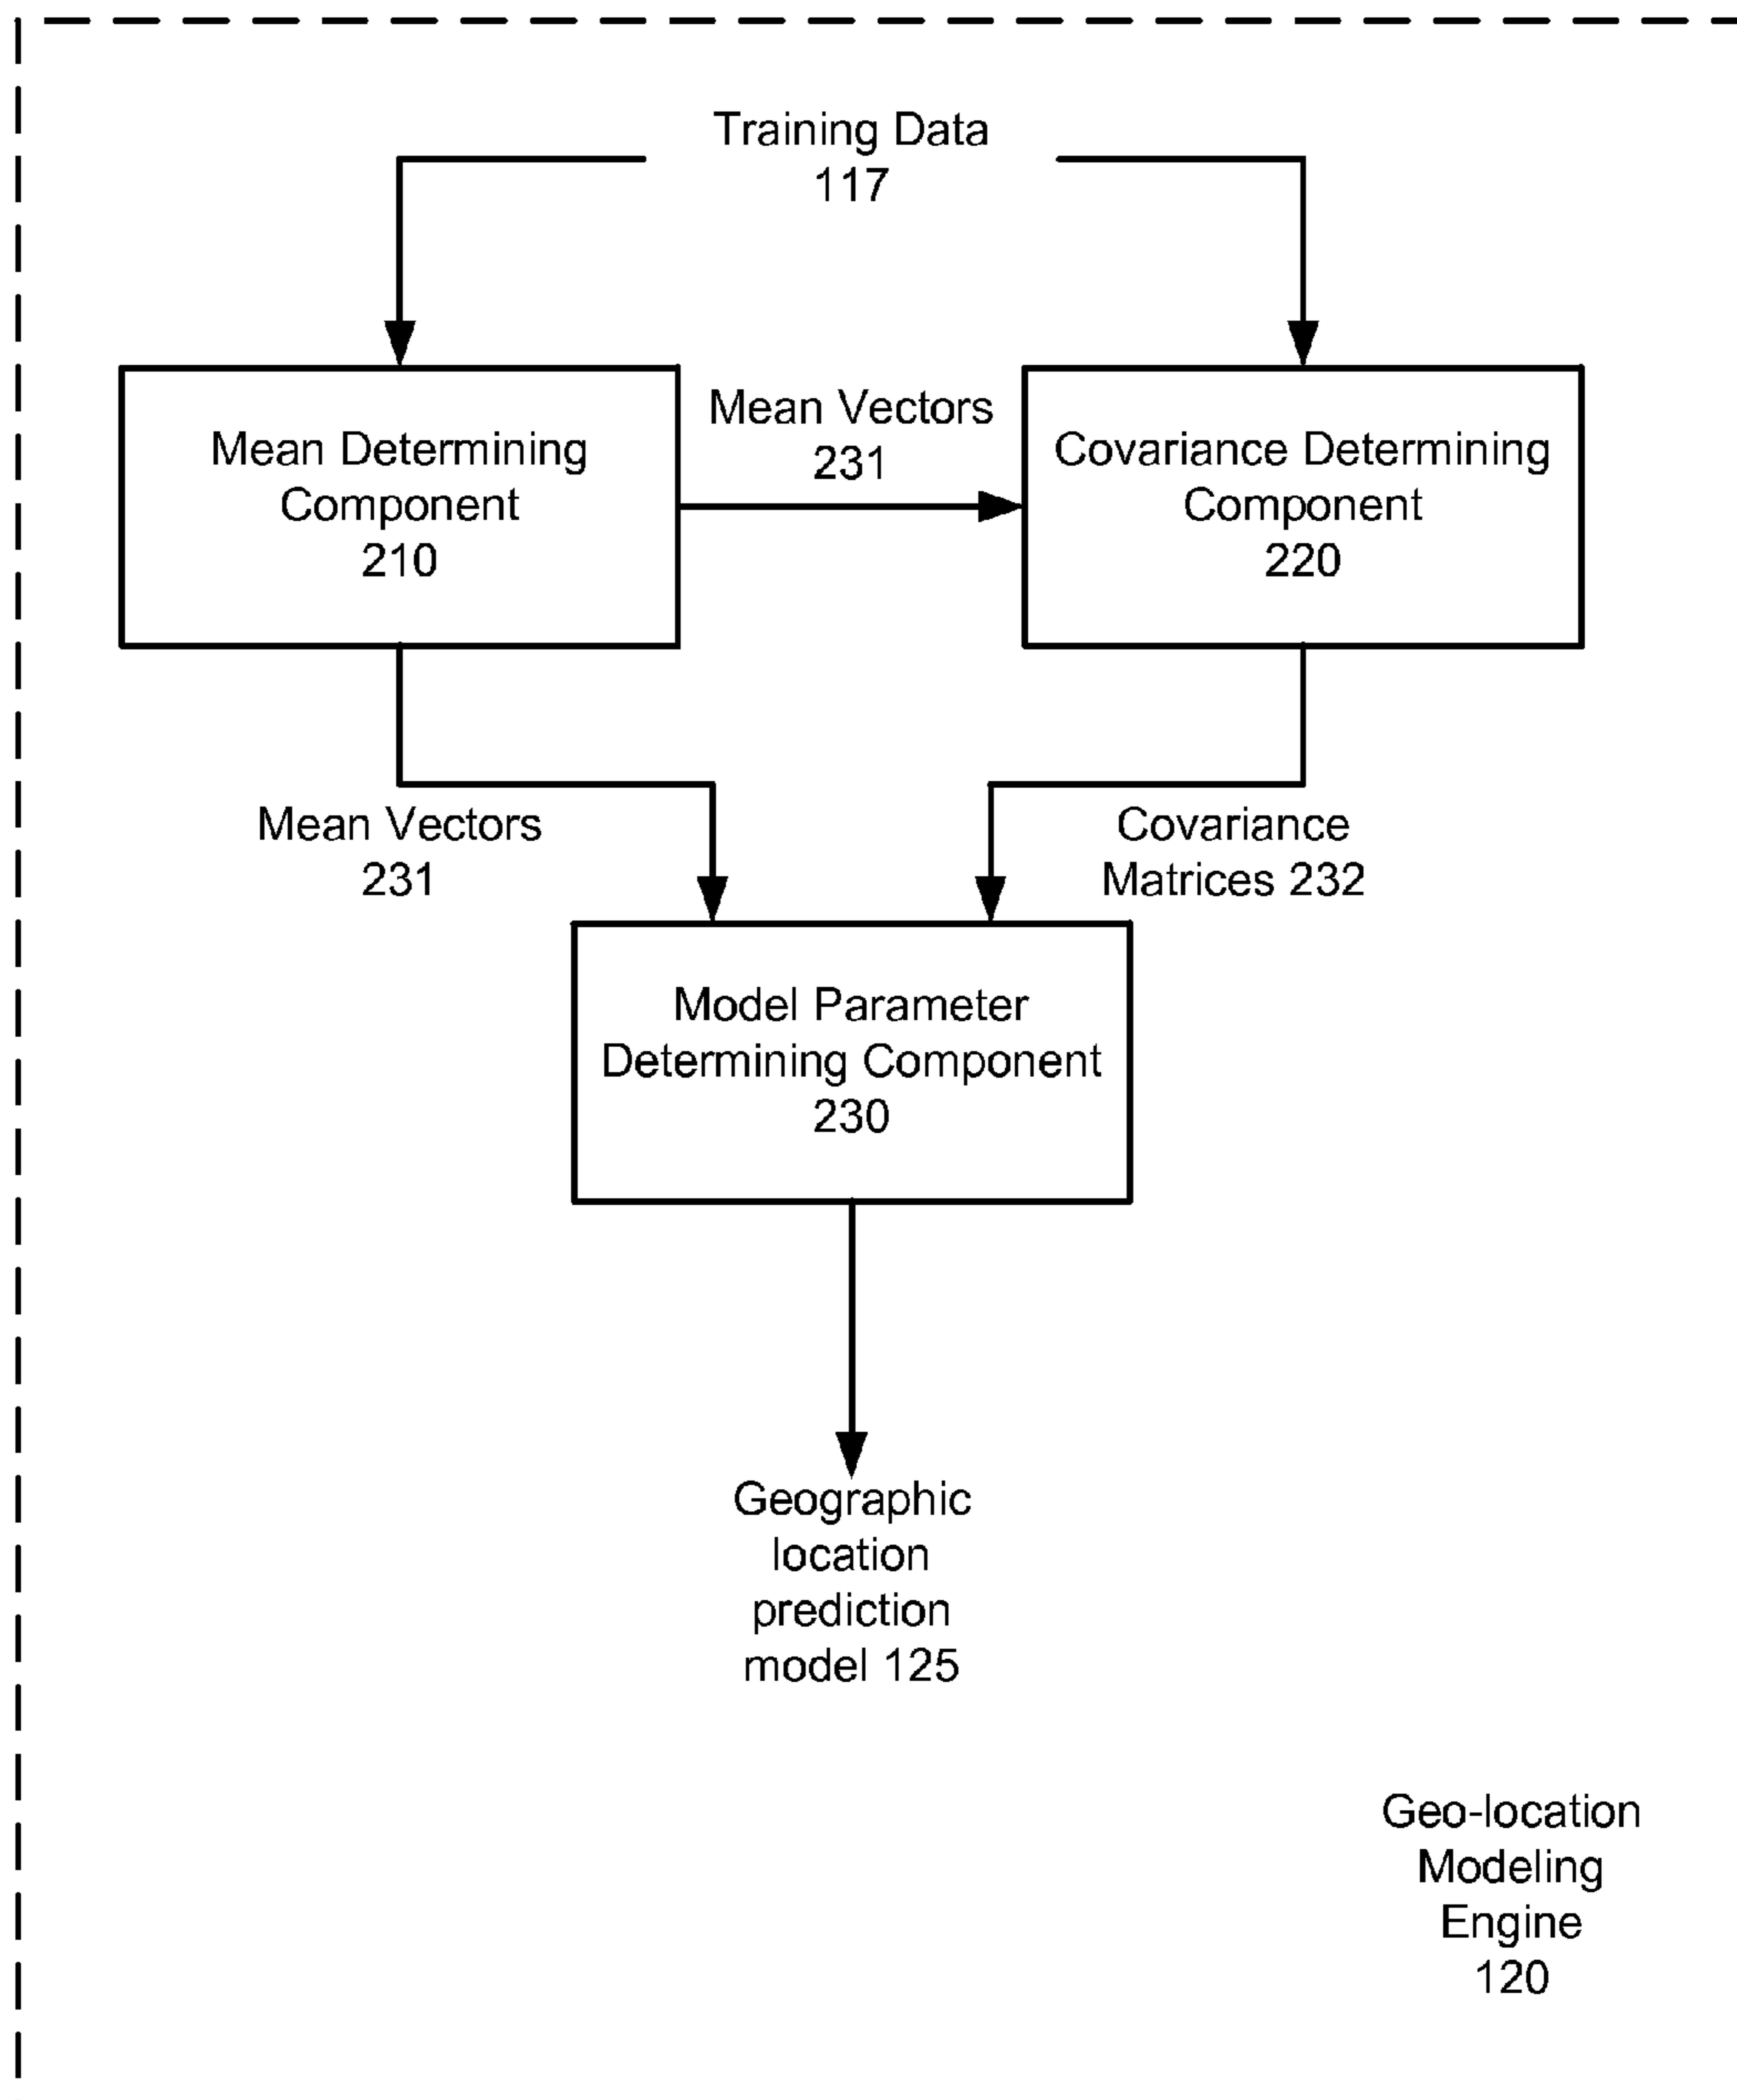 Training Data
117
Mean Determining
Component
210
Mean Vectors
231
Covariance Determining
Component
220
Mean Vectors
231
Covariance
Matrices 232
Model Parameter
Determining Component
230
Geographic
location
prediction
model 125
Geo-location
Modeling
Engine
120